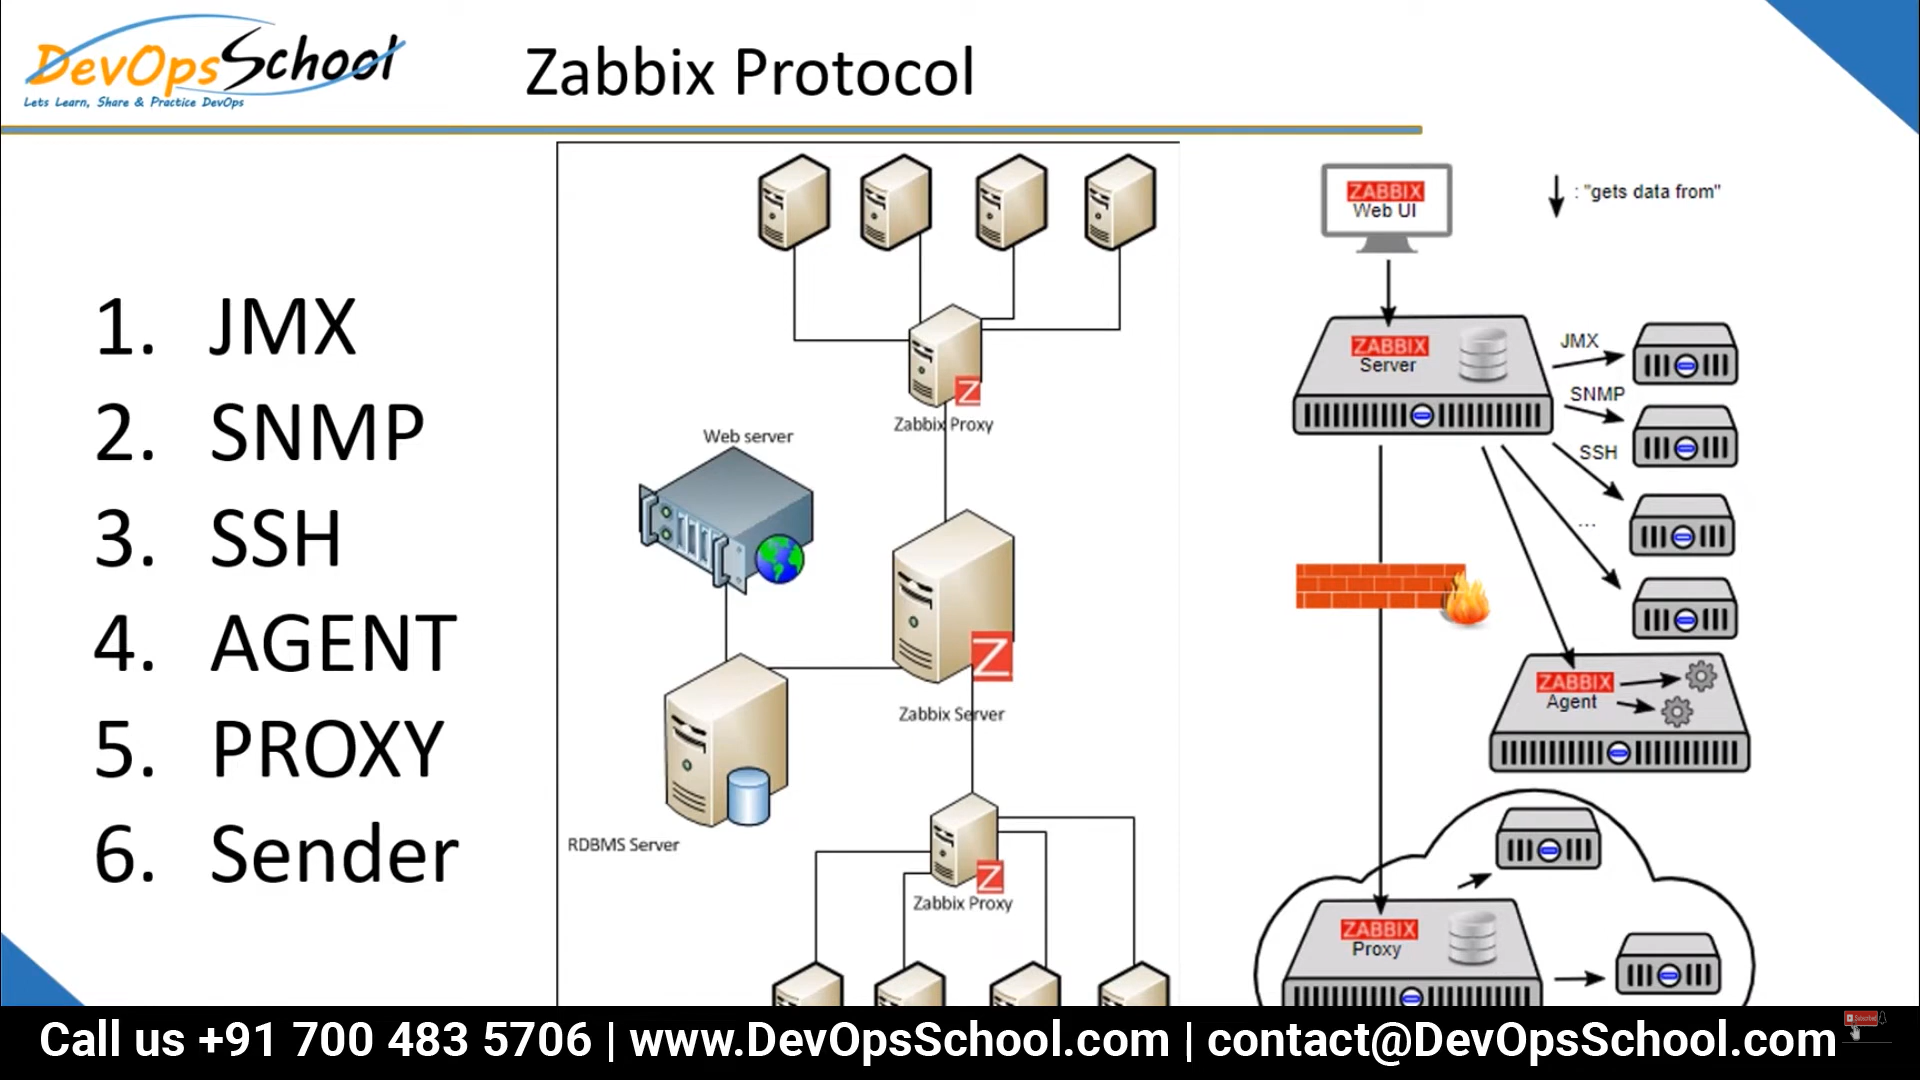 DevOpsSchool
Lets Learn, Share & Practice DevOps
Zabbix Protocol
1. JMX
2. SNMP
3. SSH
4. AGENT
5. PROXY
6. Sender
Zabbix Proxy
Web server
Zabbix Server
RDBMS Server
Zabbix Proxy
Z
Z
Z
ZABBIX
Web UI
: "gets data from"
ZABBIX
Server
JMX
SNMP
SSH
...
ZABBIX
Agent
ZABBIX
Proxy
Call us +91 700 483 5706 | www.DevOpsSchool.com | contact@DevOpsSchool.com
Subscribed